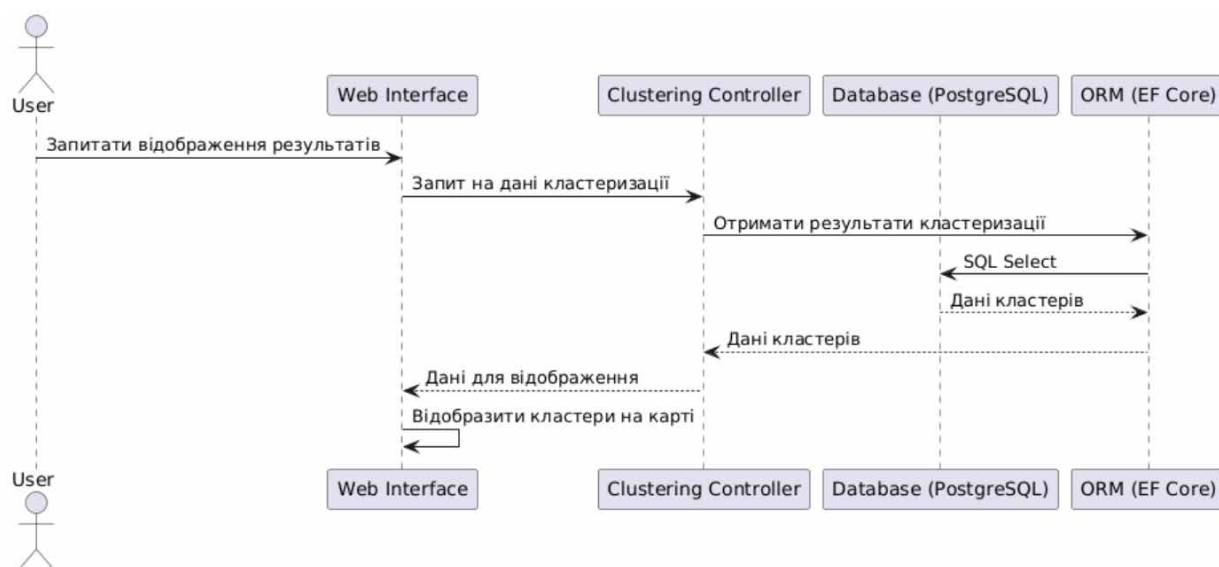 User
Web Interface
Clustering Controller
Database (PostgreSQL)
ORM (EF Core)
Запитати відображення результатів
Запит на дані кластеризації
Отримати результати кластеризації
SQL Select
Дані кластерів
Дані кластерів
Дані для відображення
Відобразити кластери на карті
User
Web Interface
Clustering Controller
Database (PostgreSQL)
ORM (EF Core)